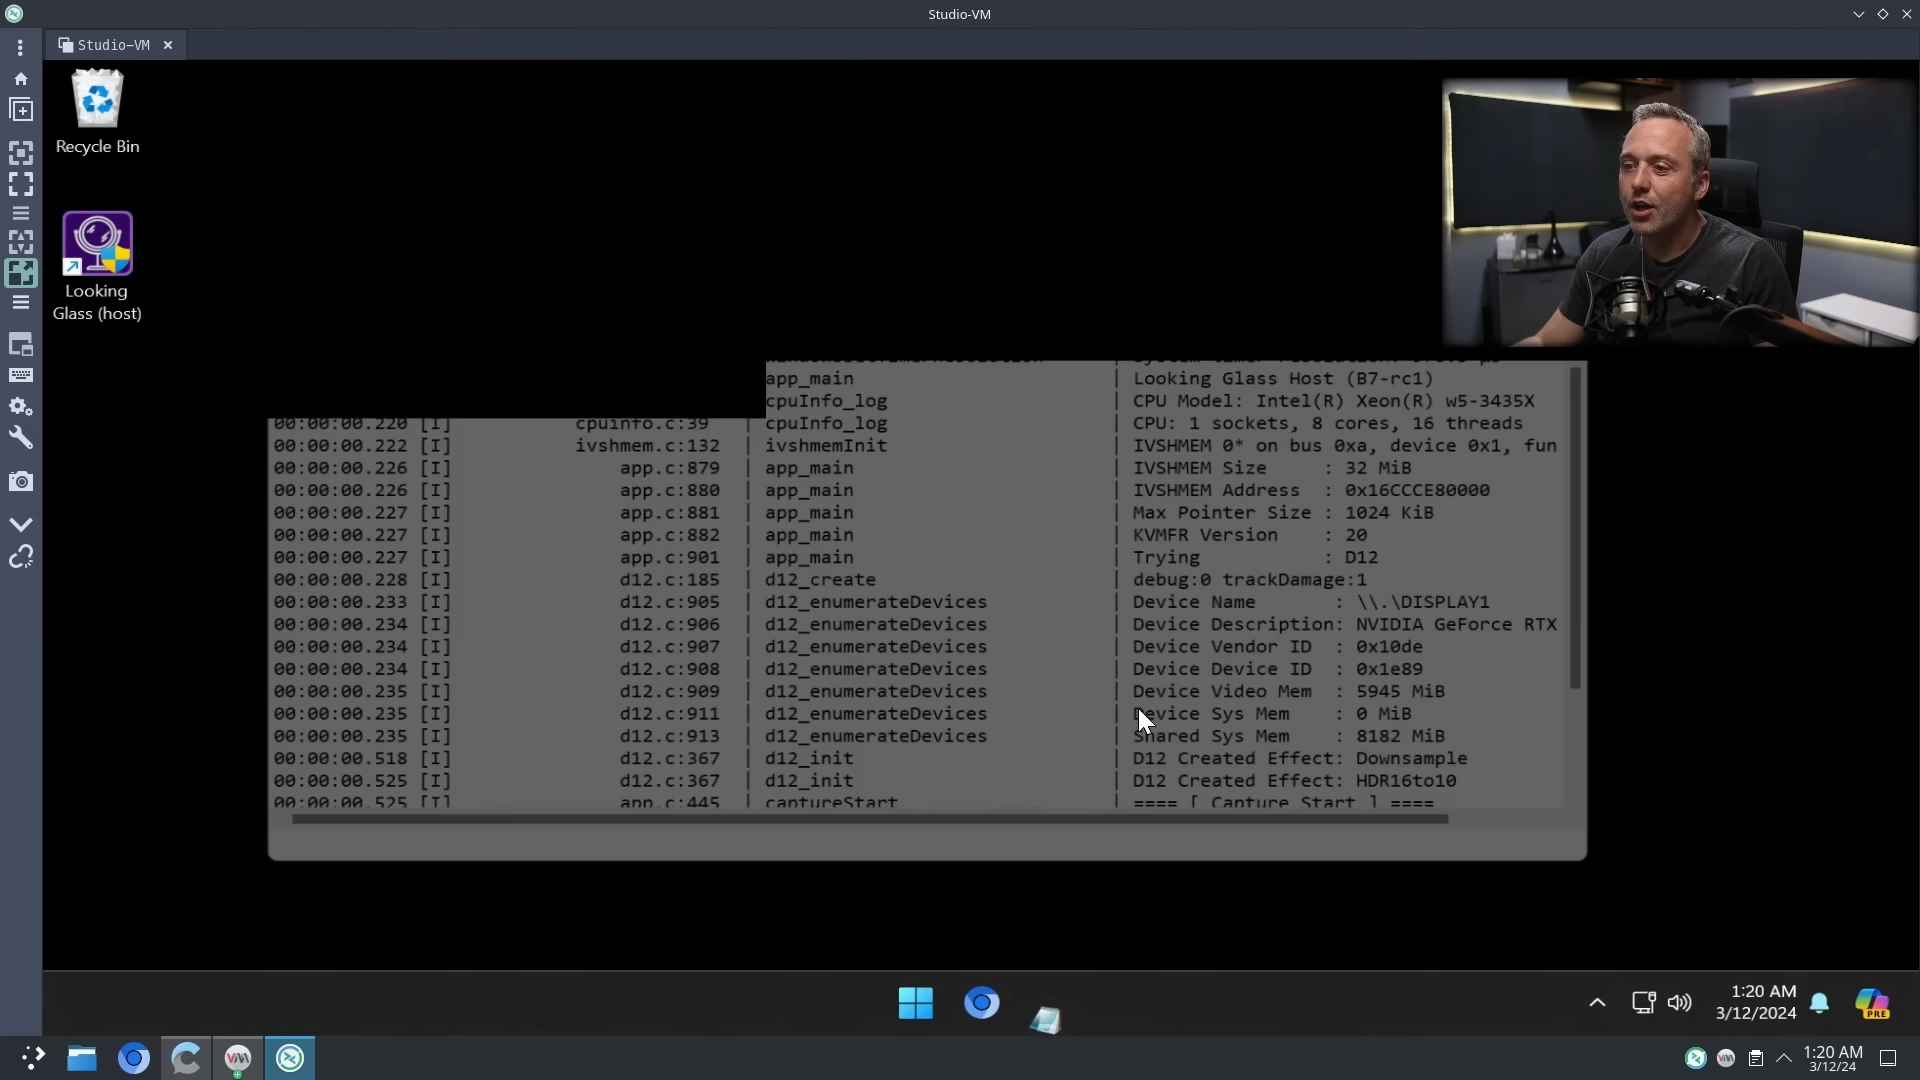 Studio-VM
Studio-VM
Recycle Bin
Looking
Glass (host)
app_main | Looking Glass Host (B7-rc1)
cpuInfo_log | CPU Model: Intel(R) Xeon(R) w5-3435X
00:00:00.220 [I] cpuinfo.c:39 | cpuInfo_log | CPU: 1 sockets, 8 cores, 16 threads
00:00:00.222 [I] ivshmem.c:132 | ivshmemInit | IVSHMEM 0* on bus 0xa, device 0x1, fun
00:00:00.226 [I] app.c:879 | app_main | IVSHMEM Size : 32 MiB
00:00:00.226 [I] app.c:880 | app_main | IVSHMEM Address : 0x16CCCE80000
00:00:00.227 [I] app.c:881 | app_main | Max Pointer Size : 1024 KiB
00:00:00.227 [I] app.c:882 | app_main | KVMFR Version : 20
00:00:00.227 [I] app.c:901 | app_main | Trying : D12
00:00:00.228 [I] d12.c:185 | d12_create | debug:0 trackDamage:1
00:00:00.233 [I] d12.c:905 | d12_enumerateDevices | Device Name : \\.\DISPLAY1
00:00:00.234 [I] d12.c:906 | d12_enumerateDevices | Device Description: NVIDIA GeForce RTX
00:00:00.234 [I] d12.c:907 | d12_enumerateDevices | Device Vendor ID : 0x10de
00:00:00.234 [I] d12.c:908 | d12_enumerateDevices | Device Device ID : 0x1e89
00:00:00.235 [I] d12.c:909 | d12_enumerateDevices | Device Video Mem : 5945 MiB
00:00:00.235 [I] d12.c:911 | d12_enumerateDevices | Device Sys Mem : 0 MiB
00:00:00.235 [I] d12.c:913 | d12_enumerateDevices | Shared Sys Mem : 8182 MiB
00:00:00.518 [I] d12.c:367 | d12_init | D12 Created Effect: Downsample
00:00:00.525 [I] d12.c:367 | d12_init | D12 Created Effect: HDR16to10
00:00:00.525 [I] app.c:445 | captureStart | ==== [ Capture Start ] ====
1:20 AM
3/12/2024
PRE
1:20 AM
3/12/24